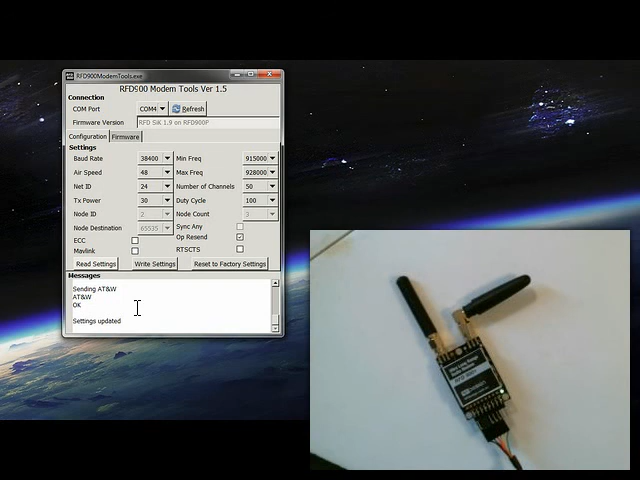 RFD900ModemTools.exe
RFD900 Modem Tools Ver 1.5
Connection
COM Port COM4 Refresh
Firmware Version RFD SiK 1.9 on RFD900P
Configuration Firmware
Settings
Baud Rate 38400 Min Freq 915000
Air Speed 48 Max Freq 928000
Net ID 24 Number of Channels 50
Tx Power 30 Duty Cycle 100
Node ID 2 Node Count 3
Node Destination 65535 Sync Any
ECC Op Resend
Mavlink RTSCTS
Read Settings Write Settings Reset to Factory Settings
Messages
Sending AT&W
AT&W
OK
Settings updated